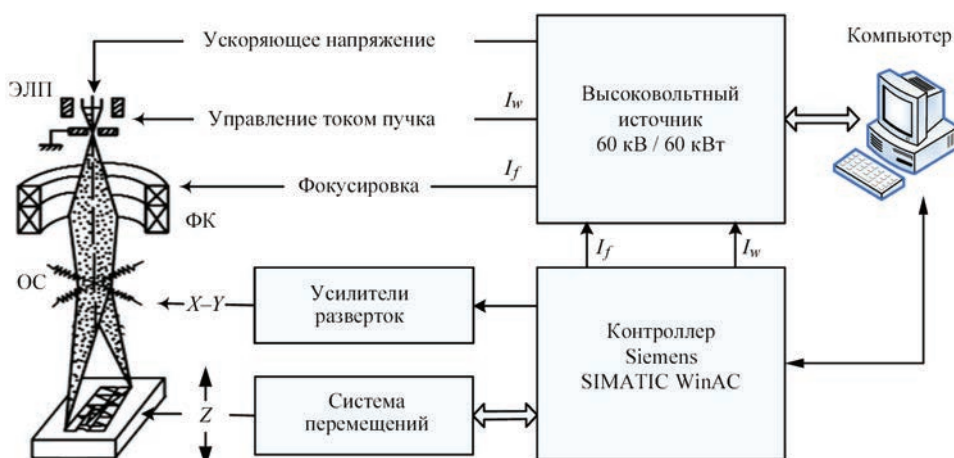 Ускоряющее напряжение
Компьютер
ЭЛП
I_w
Высоковольтный
источник
60 кВ / 60 кВт
Управление током пучка
I_f
Фокусировка
ФК
I_f
I_w
ОС
X–Y
Усилители
разверток
Контроллер
Siemens
SIMATIC WinAC
Z
Система
перемещений